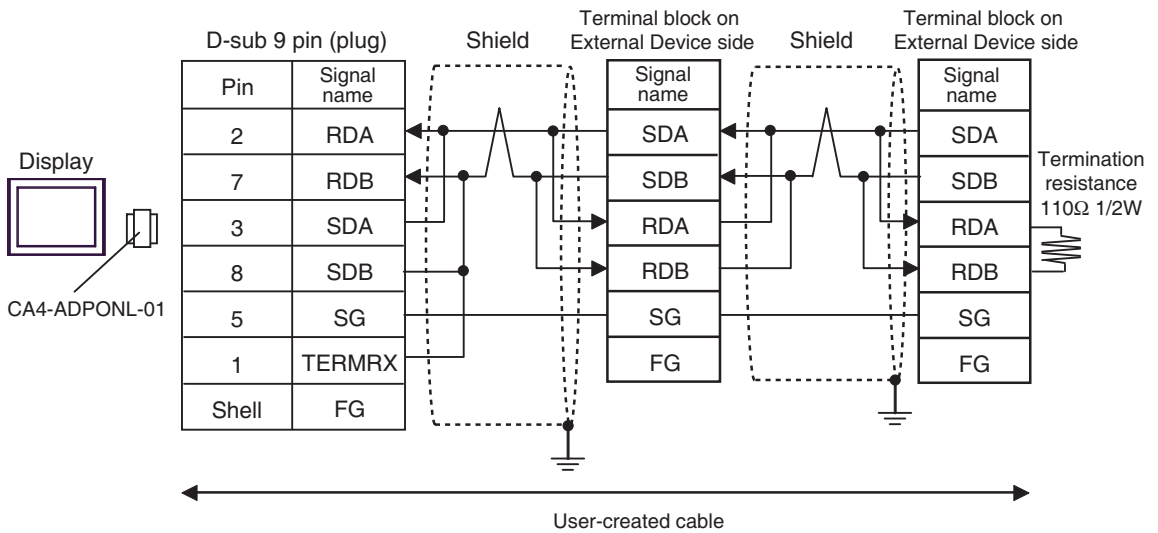 D-sub 9 pin (plug)
Shield
Terminal block on
External Device side
Shield
Terminal block on
External Device side
Pin
Signal
name
2
RDA
7
RDB
3
SDA
8
SDB
5
SG
1
TERMRX
Shell
FG
Display
CA4-ADPONL-01
Signal
name
SDA
SDB
RDA
RDB
SG
FG
Signal
name
SDA
SDB
RDA
RDB
SG
FG
Termination
resistance
110Ω 1/2W
User-created cable